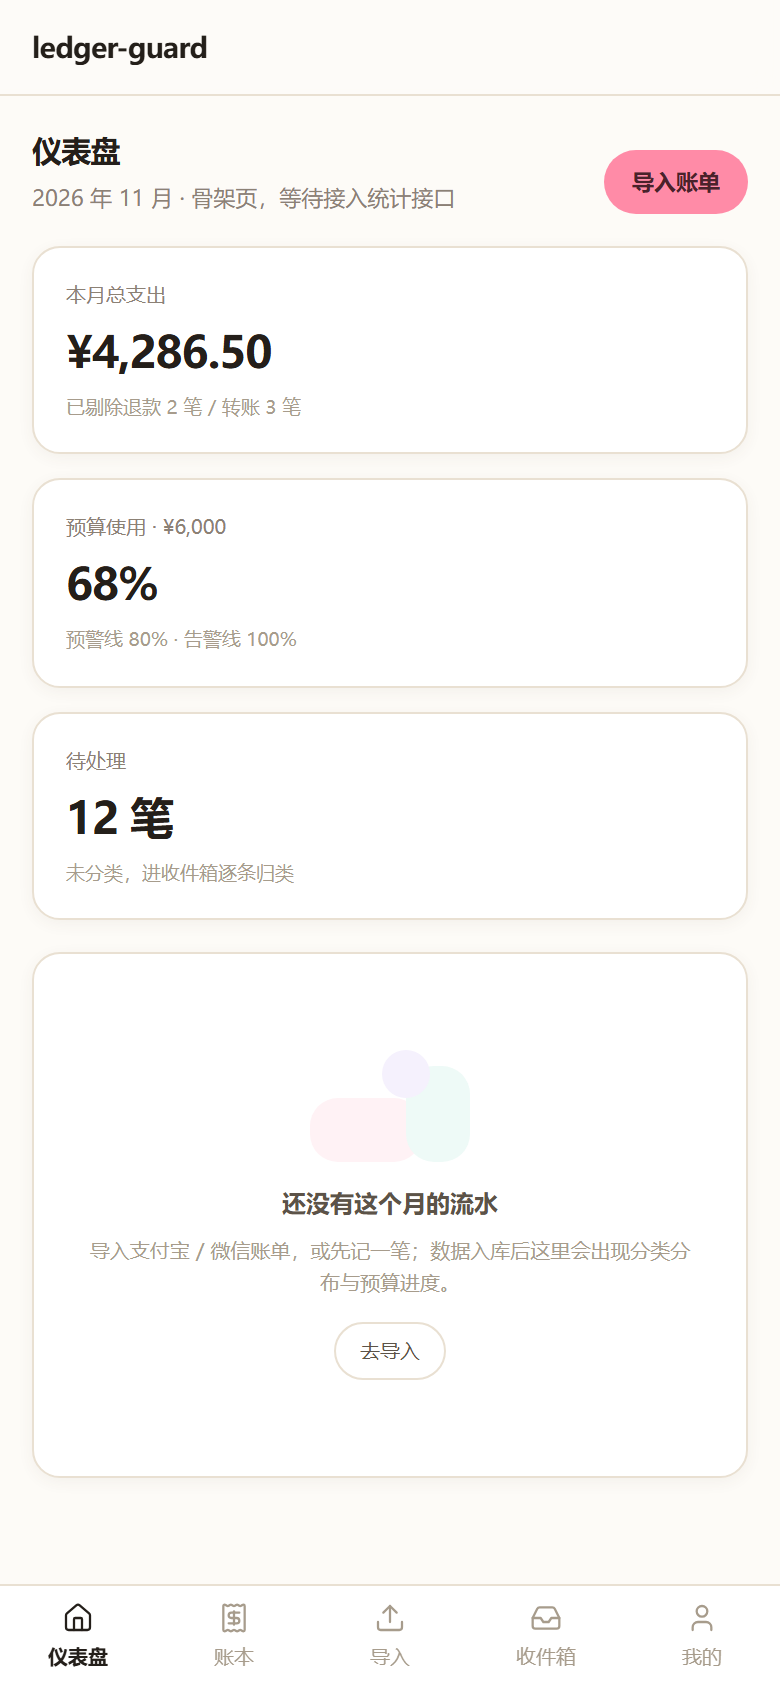 ledger-guard
仪表盘
2026 年 11 月 · 骨架页，等待接入统计接口
导入账单
本月总支出
¥4,286.50
已剔除退款 2 笔 / 转账 3 笔
预算使用 · ¥6,000
68%
预警线 80% · 告警线 100%
待处理
12 笔
未分类，进收件箱逐条归类
还没有这个月的流水
导入支付宝 / 微信账单，或先记一笔；数据入库后这里会出现分类分
布与预算进度。
去导入
仪表盘
账本
导入
收件箱
我的